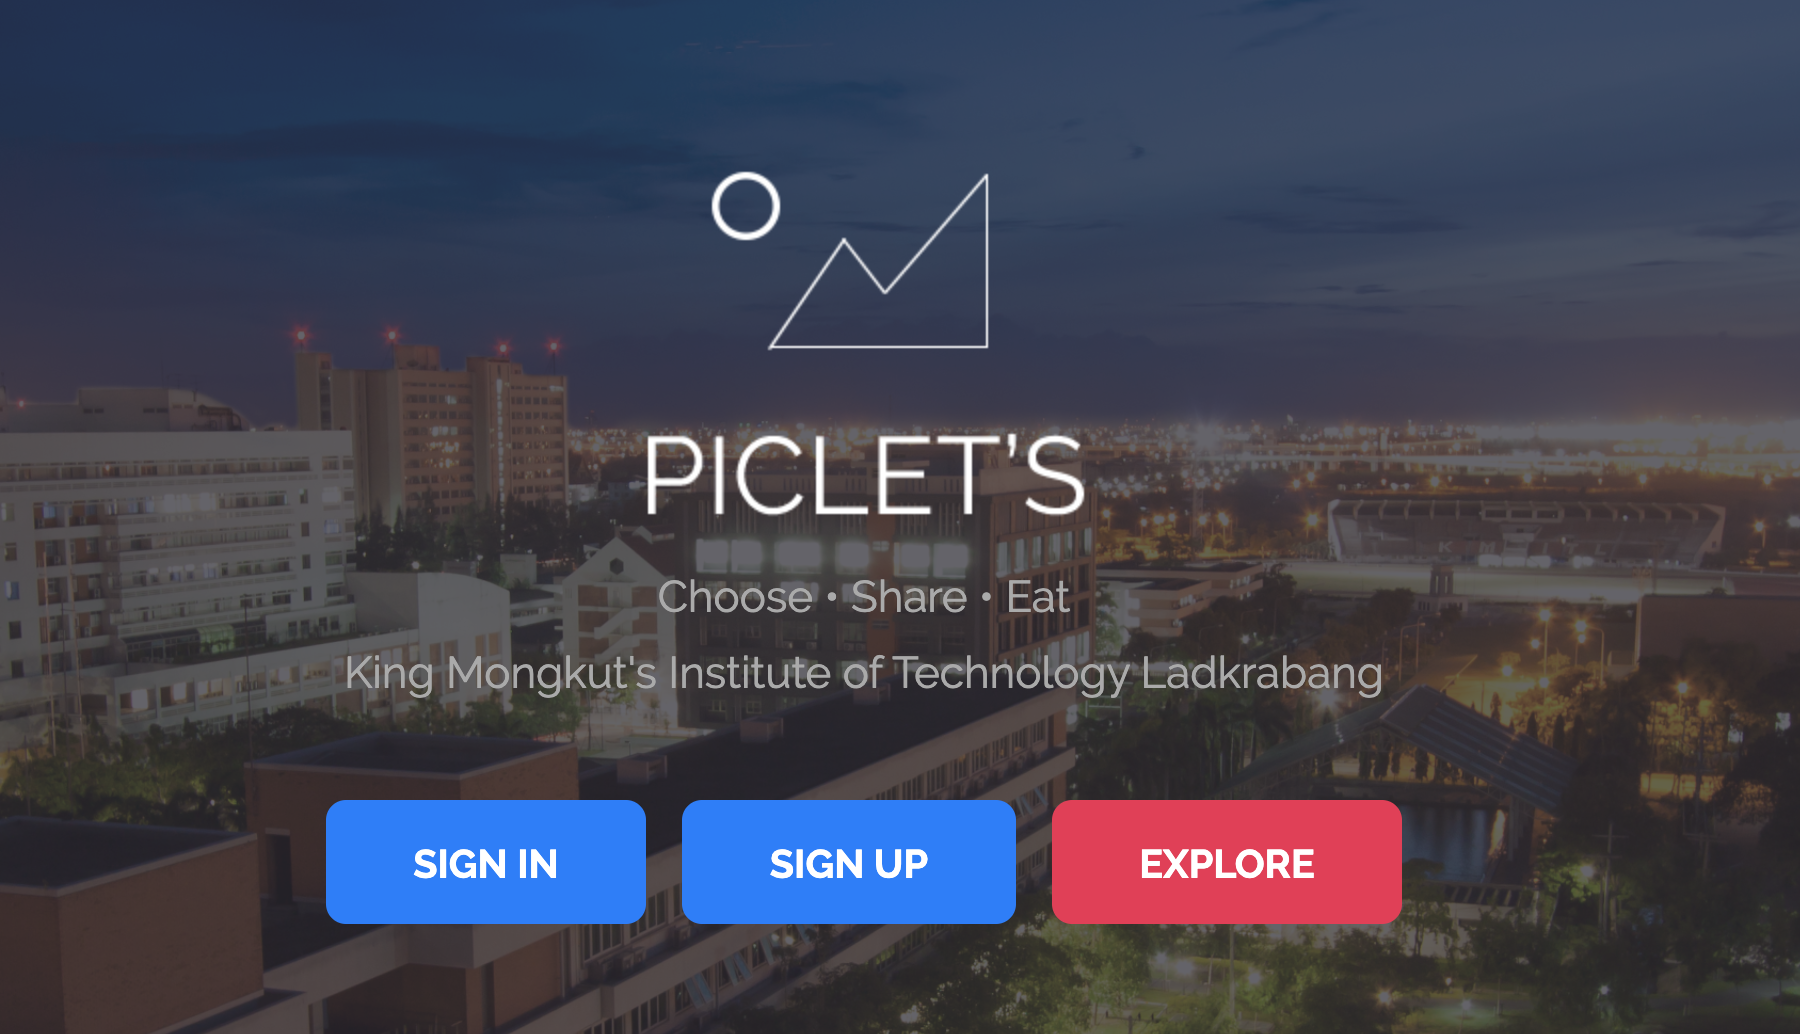 PICLET’S
Choose • Share • Eat
King Mongkut's Institute of Technology Ladkrabang
SIGN IN
SIGN UP
EXPLORE